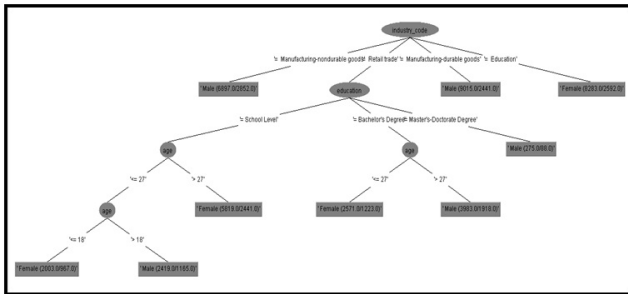 industry_code
'= Manufacturing-nondurable goods'
'= Retail trade'
'= Manufacturing-durable goods'
'= Education'
'Male (6897.0/2852.0)'
education
'Male (9015.0/2441.0)'
'Female (8283.0/2592.0)'
'= School Level'
'= Bachelor's Degree'
'= Master's-Doctorate Degree'
age
age
'Male (275.0/88.0)'
'<= 27'
'> 27'
'<= 27'
'> 27'
age
'Female (5819.0/2441.0)'
'Female (2571.0/1223.0)'
'Male (3983.0/1918.0)'
'<= 18'
'> 18'
'Female (2003.0/967.0)'
'Male (2419.0/1165.0)'